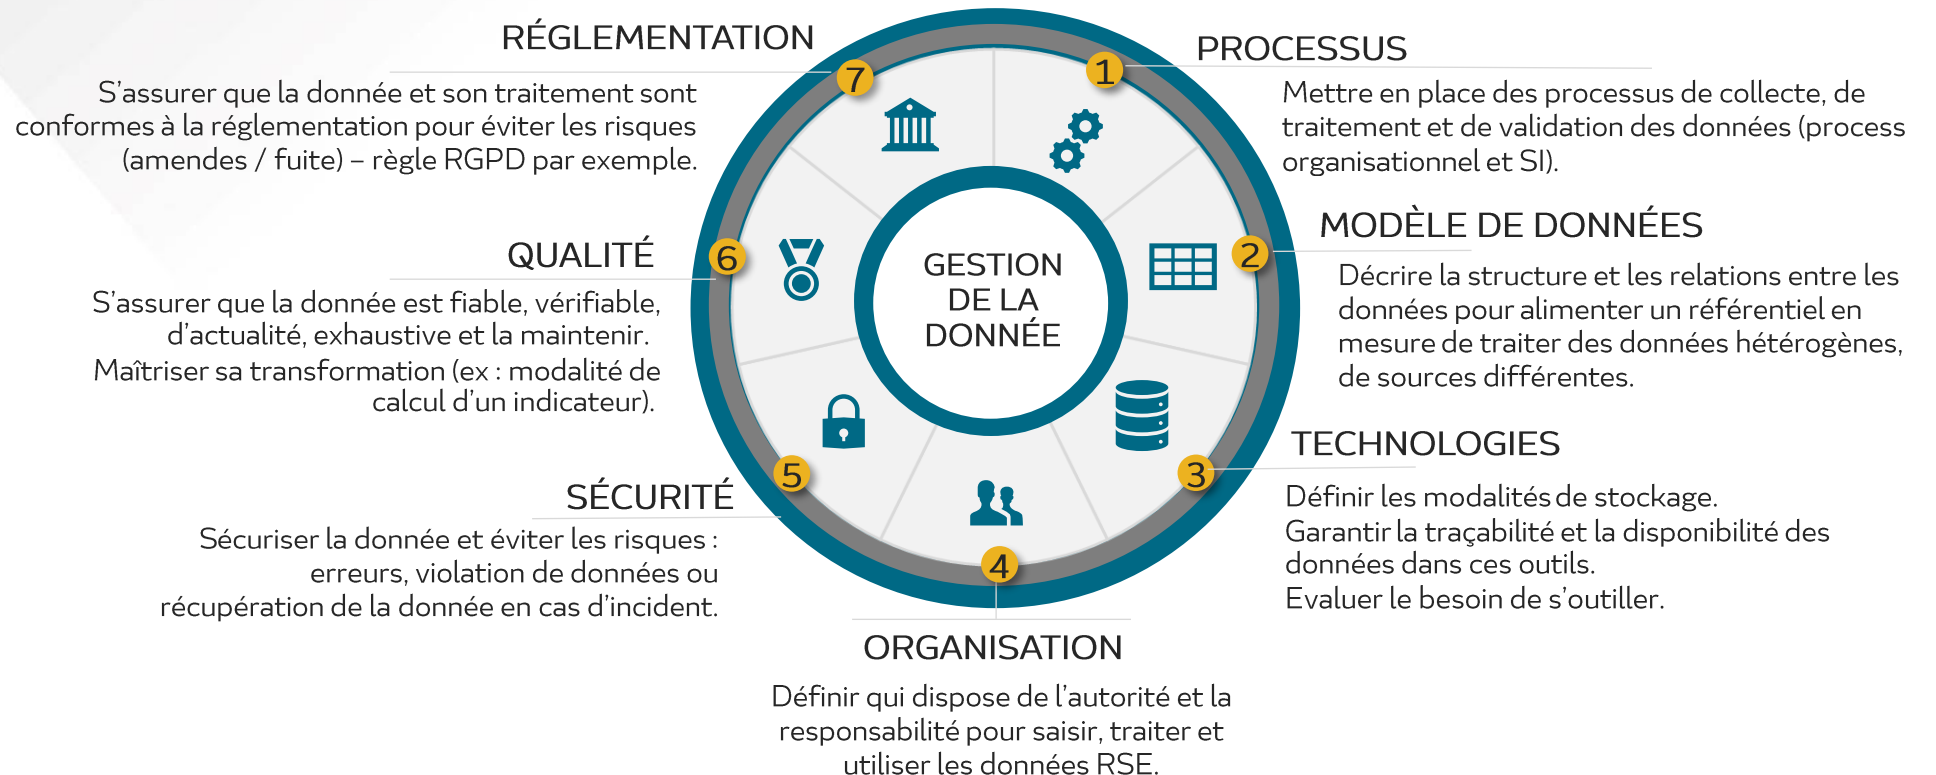 GESTION
DE LA
DONNÉE
1
PROCESSUS
Mettre en place des processus de collecte, de
traitement et de validation des données (process
organisationnel et SI).
2
MODÈLE DE DONNÉES
Décrire la structure et les relations entre les
données pour alimenter un référentiel en
mesure de traiter des données hétérogènes,
de sources différentes.
3
TECHNOLOGIES
Définir les modalités de stockage.
Garantir la traçabilité et la disponibilité des
données dans ces outils.
Evaluer le besoin de s’outiller.
4
ORGANISATION
Définir qui dispose de l’autorité et la
responsabilité pour saisir, traiter et
utiliser les données RSE.
5
SÉCURITÉ
Sécuriser la donnée et éviter les risques :
erreurs, violation de données ou
récupération de la donnée en cas d’incident.
6
QUALITÉ
S’assurer que la donnée est fiable, vérifiable,
d’actualité, exhaustive et la maintenir.
Maîtriser sa transformation (ex : modalité de
calcul d’un indicateur).
7
RÉGLEMENTATION
S’assurer que la donnée et son traitement sont
conformes à la réglementation pour éviter les risques
(amendes / fuite) – règle RGPD par exemple.